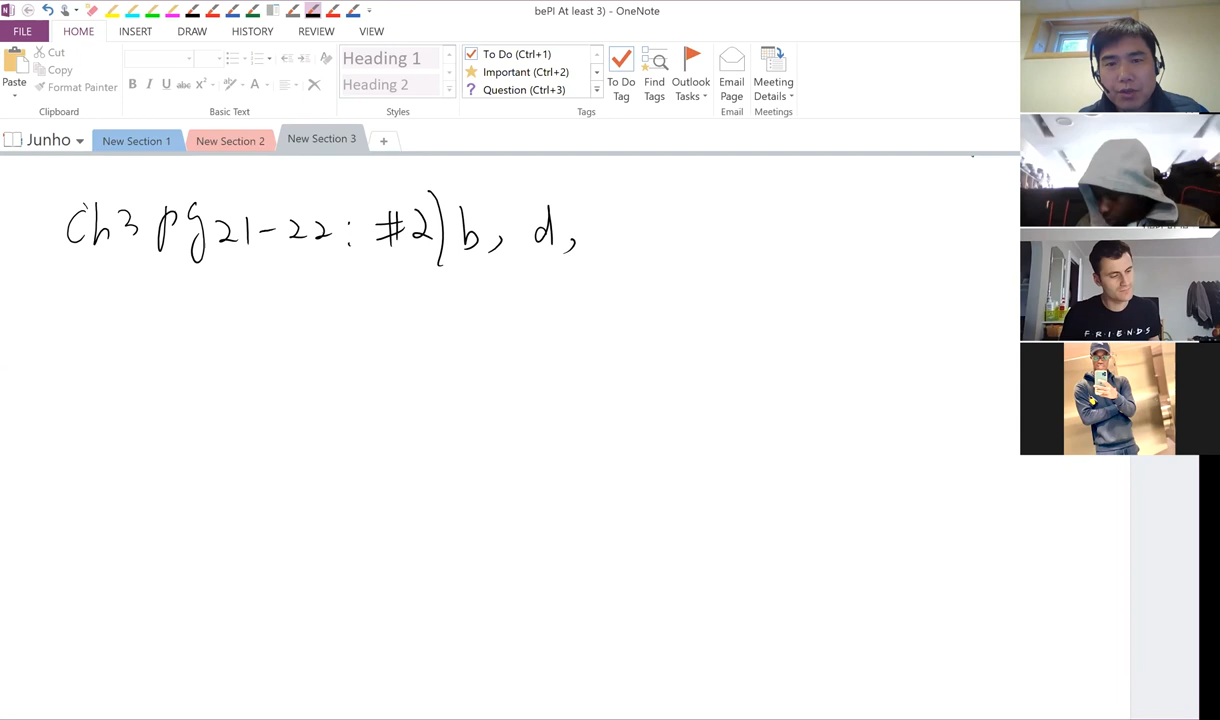 bePI At least 3) - OneNote
FILE HOME INSERT DRAW HISTORY REVIEW VIEW
Paste
Cut
Copy
Format Painter
Clipboard
B I U abc x² A
Basic Text
Heading 1
Heading 2
Styles
To Do (Ctrl+1)
Important (Ctrl+2)
Question (Ctrl+3)
To Do Tag
Find Tags
Tags
Outlook Tasks
Email Page
Email
Meeting Details
Meetings
Junho New Section 1 New Section 2 New Section 3 +
Ch3 pg 21-22: #2) b, d,
F·R·I·E·N·D·S